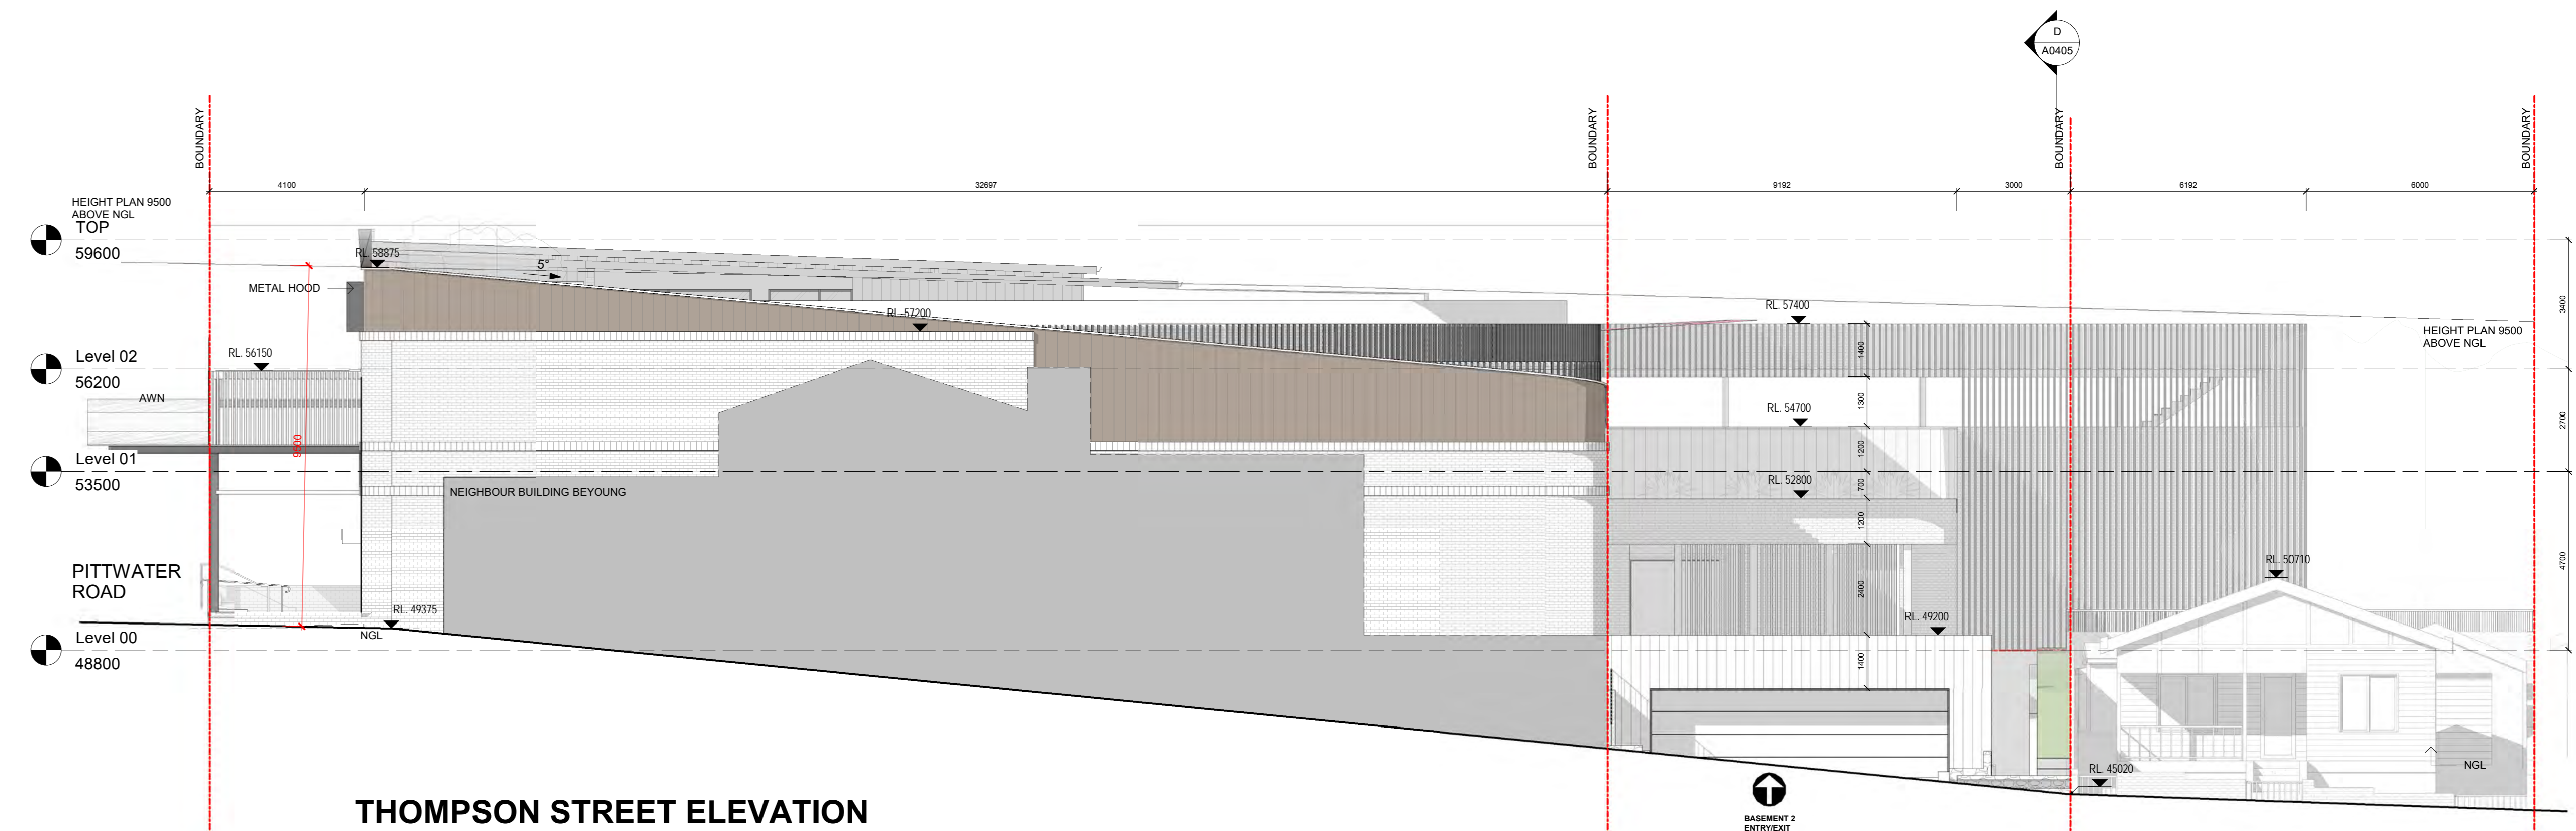 D
A0405
BOUNDARY
BOUNDARY
BOUNDARY
BOUNDARY
4100
32697
9192
3000
6192
6000
HEIGHT PLAN 9500
ABOVE NGL
TOP
59600
RL. 58875
5°
METAL HOOD
RL. 57200
RL. 57400
3400
1400
HEIGHT PLAN 9500
ABOVE NGL
Level 02
56200
RL. 56150
AWN
1300
RL. 54700
2700
9500
1200
Level 01
53500
NEIGHBOUR BUILDING BEYOUNG
RL. 52800
700
1200
4700
PITTWATER
ROAD
RL. 50710
2400
RL. 49375
RL. 49200
NGL
Level 00
48800
1400
NGL
RL. 45020
THOMPSON STREET ELEVATION
BASEMENT 2
ENTRY/EXIT